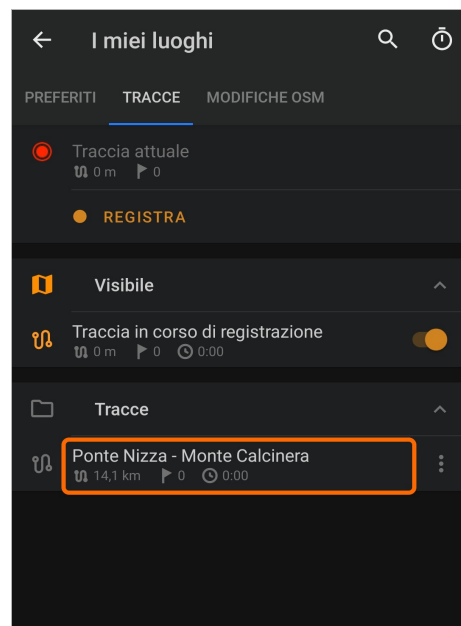 I miei luoghi
PREFERITI TRACCE MODIFICHE OSM
Traccia attuale
0 m 0
REGISTRA
Visibile
Traccia in corso di registrazione
0 m 0 0:00
Tracce
Ponte Nizza - Monte Calcinera
14,1 km 0 0:00